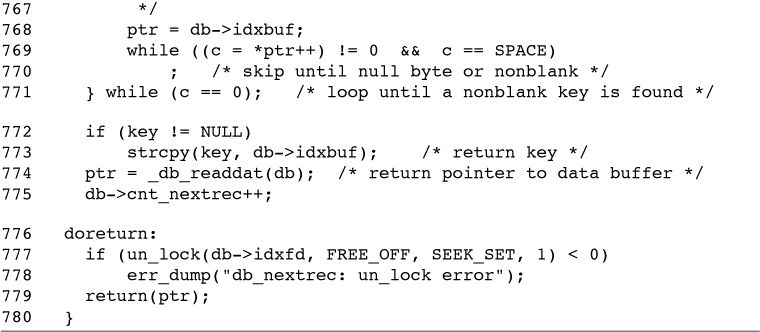 767             */
768         ptr = db->idxbuf;
769         while ((c = *ptr++) != 0  &&  c == SPACE)
770             ;   /* skip until null byte or nonblank */
771     } while (c == 0);   /* loop until a nonblank key is found */
772     if (key != NULL)
773         strcpy(key, db->idxbuf);    /* return key */
774     ptr = _db_readdat(db);  /* return pointer to data buffer */
775     db->cnt_nextrec++;
776   doreturn:
777     if (un_lock(db->idxfd, FREE_OFF, SEEK_SET, 1) < 0)
778         err_dump("db_nextrec: un_lock error");
779     return(ptr);
780   }